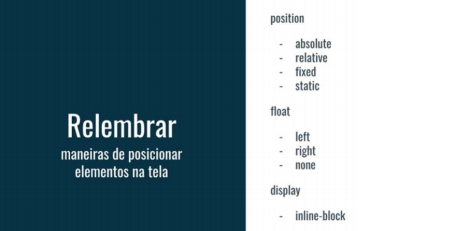 Relembrar
maneiras de posicionar
elementos na tela
position
- absolute
- relative
- fixed
- static
float
- left
- right
- none
display
- inline-block